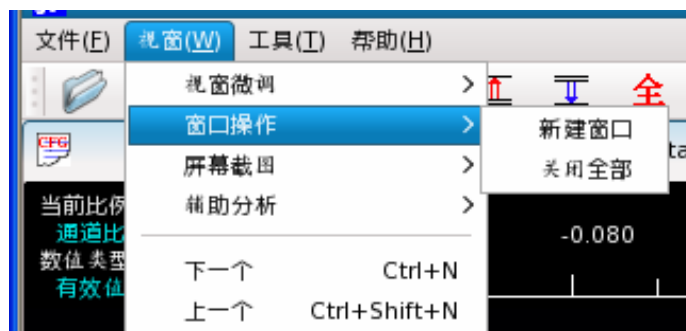 文件(F) 视窗(W) 工具(T) 帮助(H)
视窗微调
全
窗口操作
新建窗口
CFG
屏幕截图
关闭全部
ta
当前比例
辅助分析
通道比
-0.080
数值类型
下一个 Ctrl+N
有效值
上一个 Ctrl+Shift+N